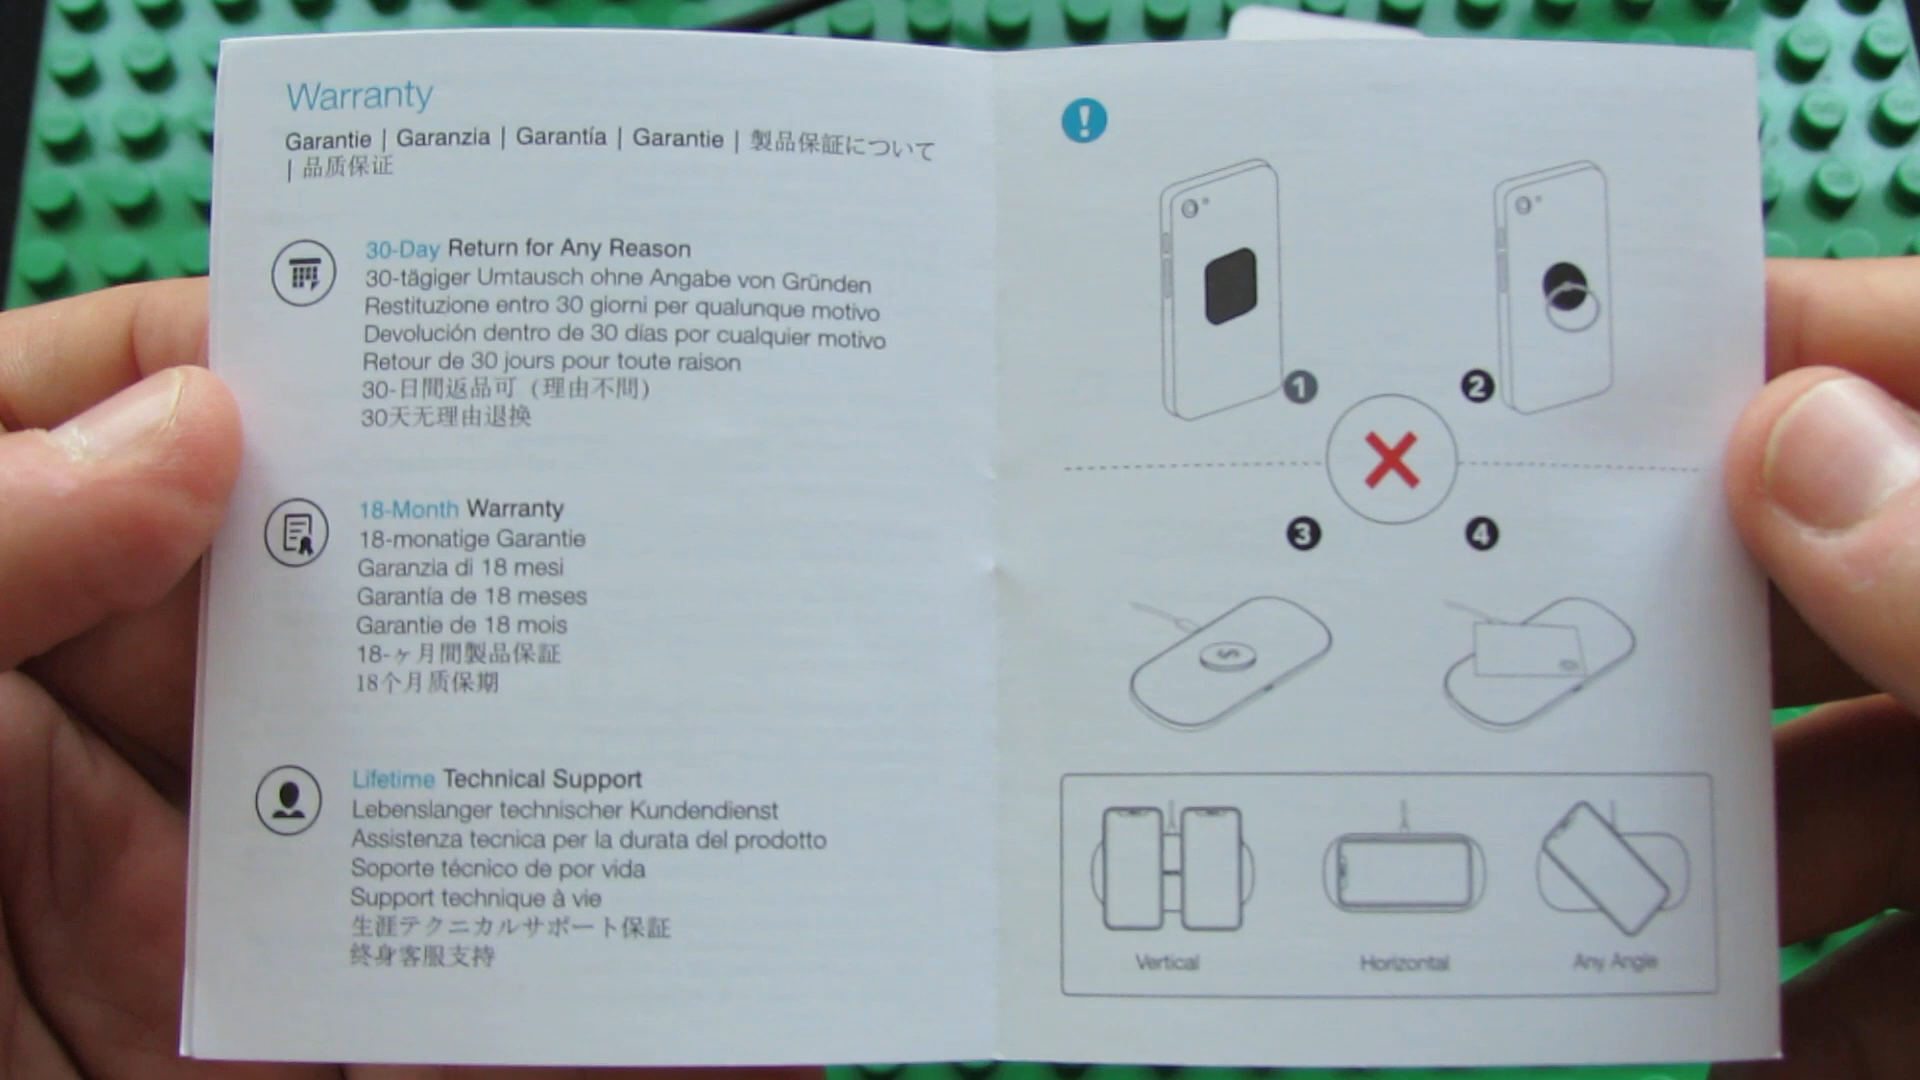 Warranty
Garantie | Garanzia | Garantía | Garantie | 製品保証について
| 品质保证
30-Day Return for Any Reason
30-tägiger Umtausch ohne Angabe von Gründen
Restituzione entro 30 giorni per qualunque motivo
Devolución dentro de 30 días por cualquier motivo
Retour de 30 jours pour toute raison
30-日間返品可（理由不問）
30天无理由退换
18-Month Warranty
18-monatige Garantie
Garanzia di 18 mesi
Garantía de 18 meses
Garantie de 18 mois
18-ヶ月間製品保証
18个月质保期
Lifetime Technical Support
Lebenslanger technischer Kundendienst
Assistenza tecnica per la durata del prodotto
Soporte técnico de por vida
Support technique à vie
生涯テクニカルサポート保証
终身客服支持
!
1 2
3 4
$
Vertical Horizontal Any Angle